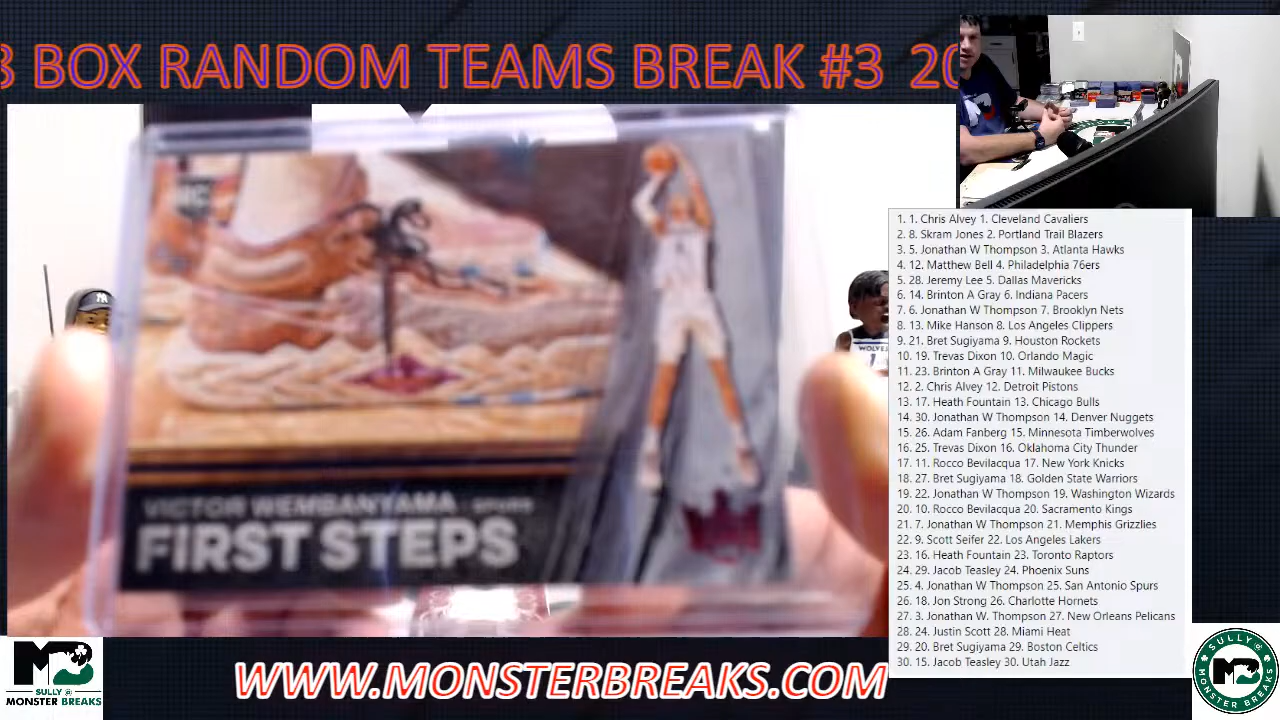 3 BOX RANDOM TEAMS BREAK #3 20
RC
VICTOR WEMBANYAMA SPURS
FIRST STEPS
WOLVES
1
1. 1. Chris Alvey 1. Cleveland Cavaliers
2. 8. Skram Jones 2. Portland Trail Blazers
3. 5. Jonathan W Thompson 3. Atlanta Hawks
4. 12. Matthew Bell 4. Philadelphia 76ers
5. 28. Jeremy Lee 5. Dallas Mavericks
6. 14. Brinton A Gray 6. Indiana Pacers
7. 6. Jonathan W Thompson 7. Brooklyn Nets
8. 13. Mike Hanson 8. Los Angeles Clippers
9. 21. Bret Sugiyama 9. Houston Rockets
10. 19. Trevas Dixon 10. Orlando Magic
11. 23. Brinton A Gray 11. Milwaukee Bucks
12. 2. Chris Alvey 12. Detroit Pistons
13. 17. Heath Fountain 13. Chicago Bulls
14. 30. Jonathan W Thompson 14. Denver Nuggets
15. 26. Adam Fanberg 15. Minnesota Timberwolves
16. 25. Trevas Dixon 16. Oklahoma City Thunder
17. 11. Rocco Bevilacqua 17. New York Knicks
18. 27. Bret Sugiyama 18. Golden State Warriors
19. 22. Jonathan W Thompson 19. Washington Wizards
20. 10. Rocco Bevilacqua 20. Sacramento Kings
21. 7. Jonathan W Thompson 21. Memphis Grizzlies
22. 9. Scott Seifer 22. Los Angeles Lakers
23. 16. Heath Fountain 23. Toronto Raptors
24. 29. Jacob Teasley 24. Phoenix Suns
25. 4. Jonathan W Thompson 25. San Antonio Spurs
26. 18. Jon Strong 26. Charlotte Hornets
27. 3. Jonathan W. Thompson 27. New Orleans Pelicans
28. 24. Justin Scott 28. Miami Heat
29. 20. Bret Sugiyama 29. Boston Celtics
30. 15. Jacob Teasley 30. Utah Jazz
SULLY @
MONSTER BREAKS
WWW.MONSTERBREAKS.COM
SULLY @
MONSTER BREAKS